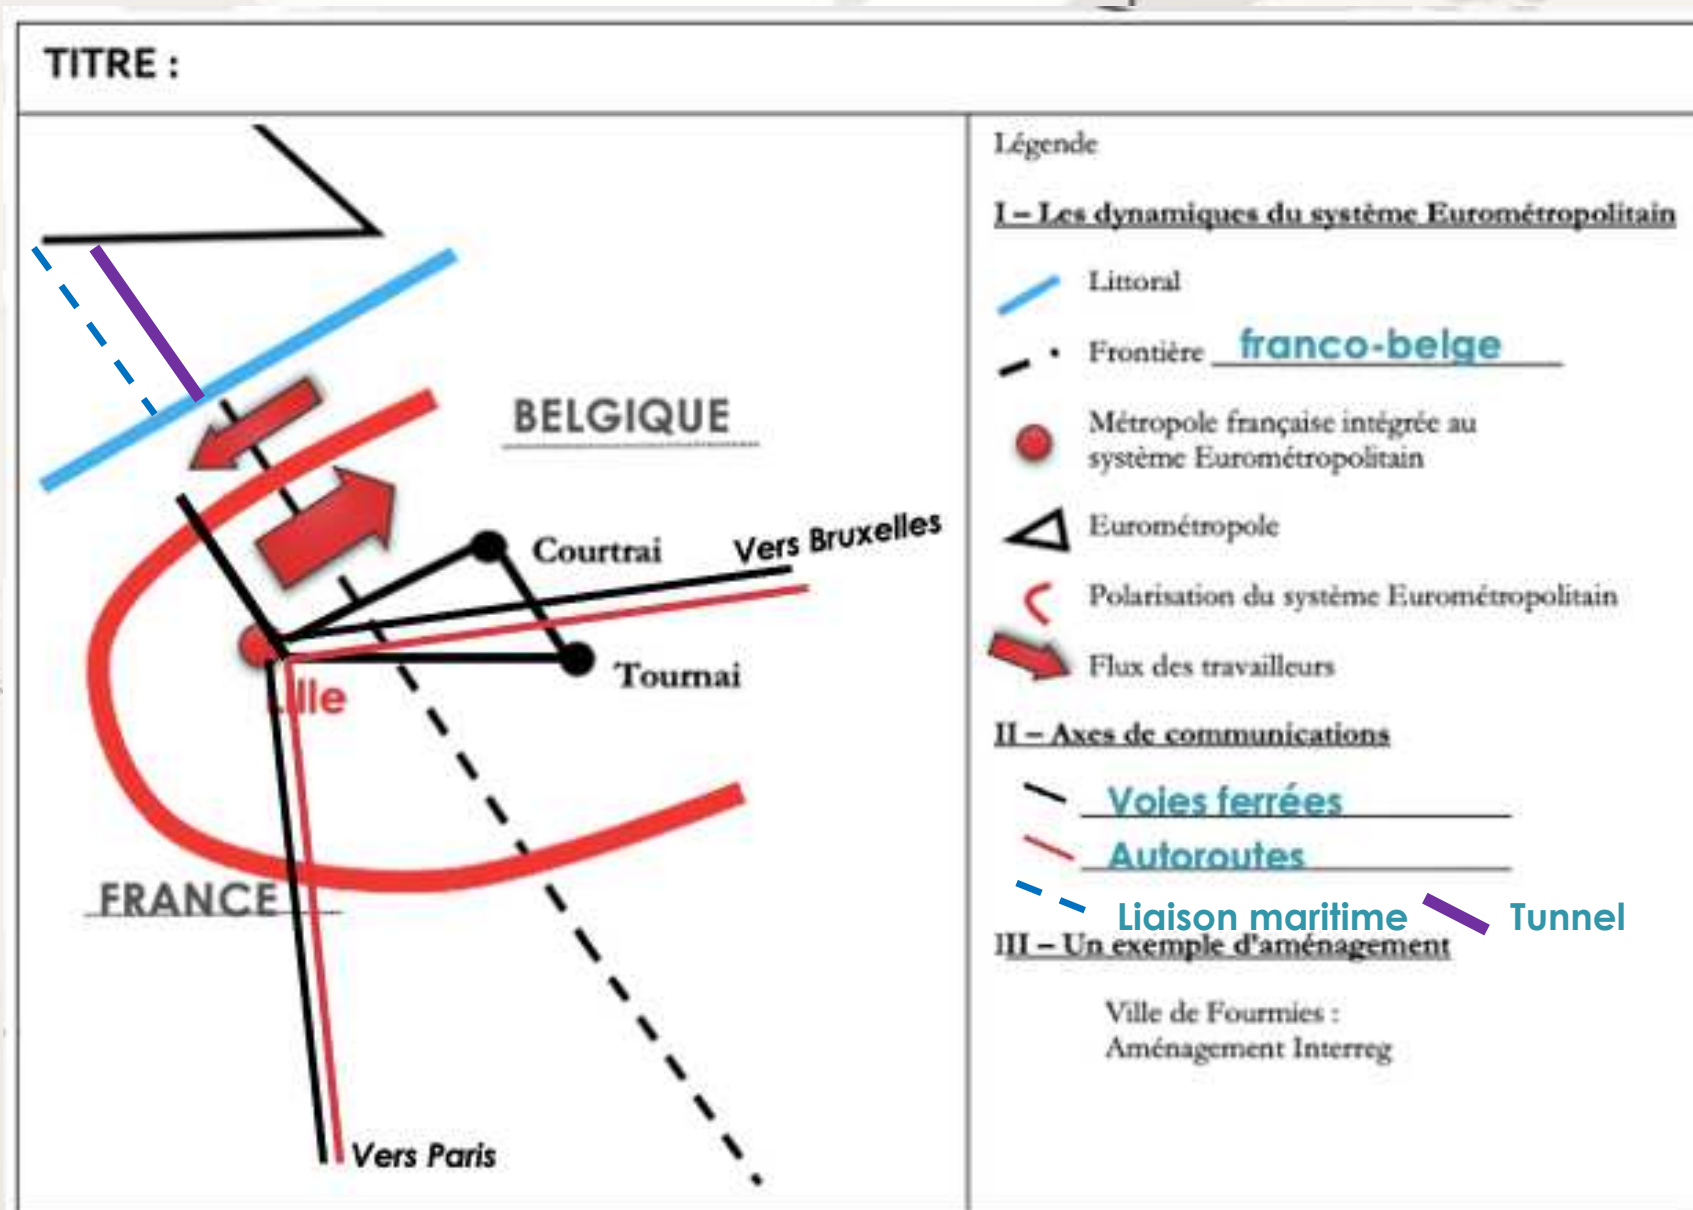 TITRE :
BELGIQUE
Courtrai
Vers Bruxelles
Tournai
Lille
FRANCE
Vers Paris
Légende
I – Les dynamiques du système Eurométropolitain
Littoral
Frontière franco-belge
Métropole française intégrée au
système Eurométropolitain
Eurométropole
Polarisation du système Eurométropolitain
Flux des travailleurs
II – Axes de communications
Voies ferrées
Autoroutes
Liaison maritime Tunnel
III – Un exemple d'aménagement
Ville de Fourmies :
Aménagement Interreg